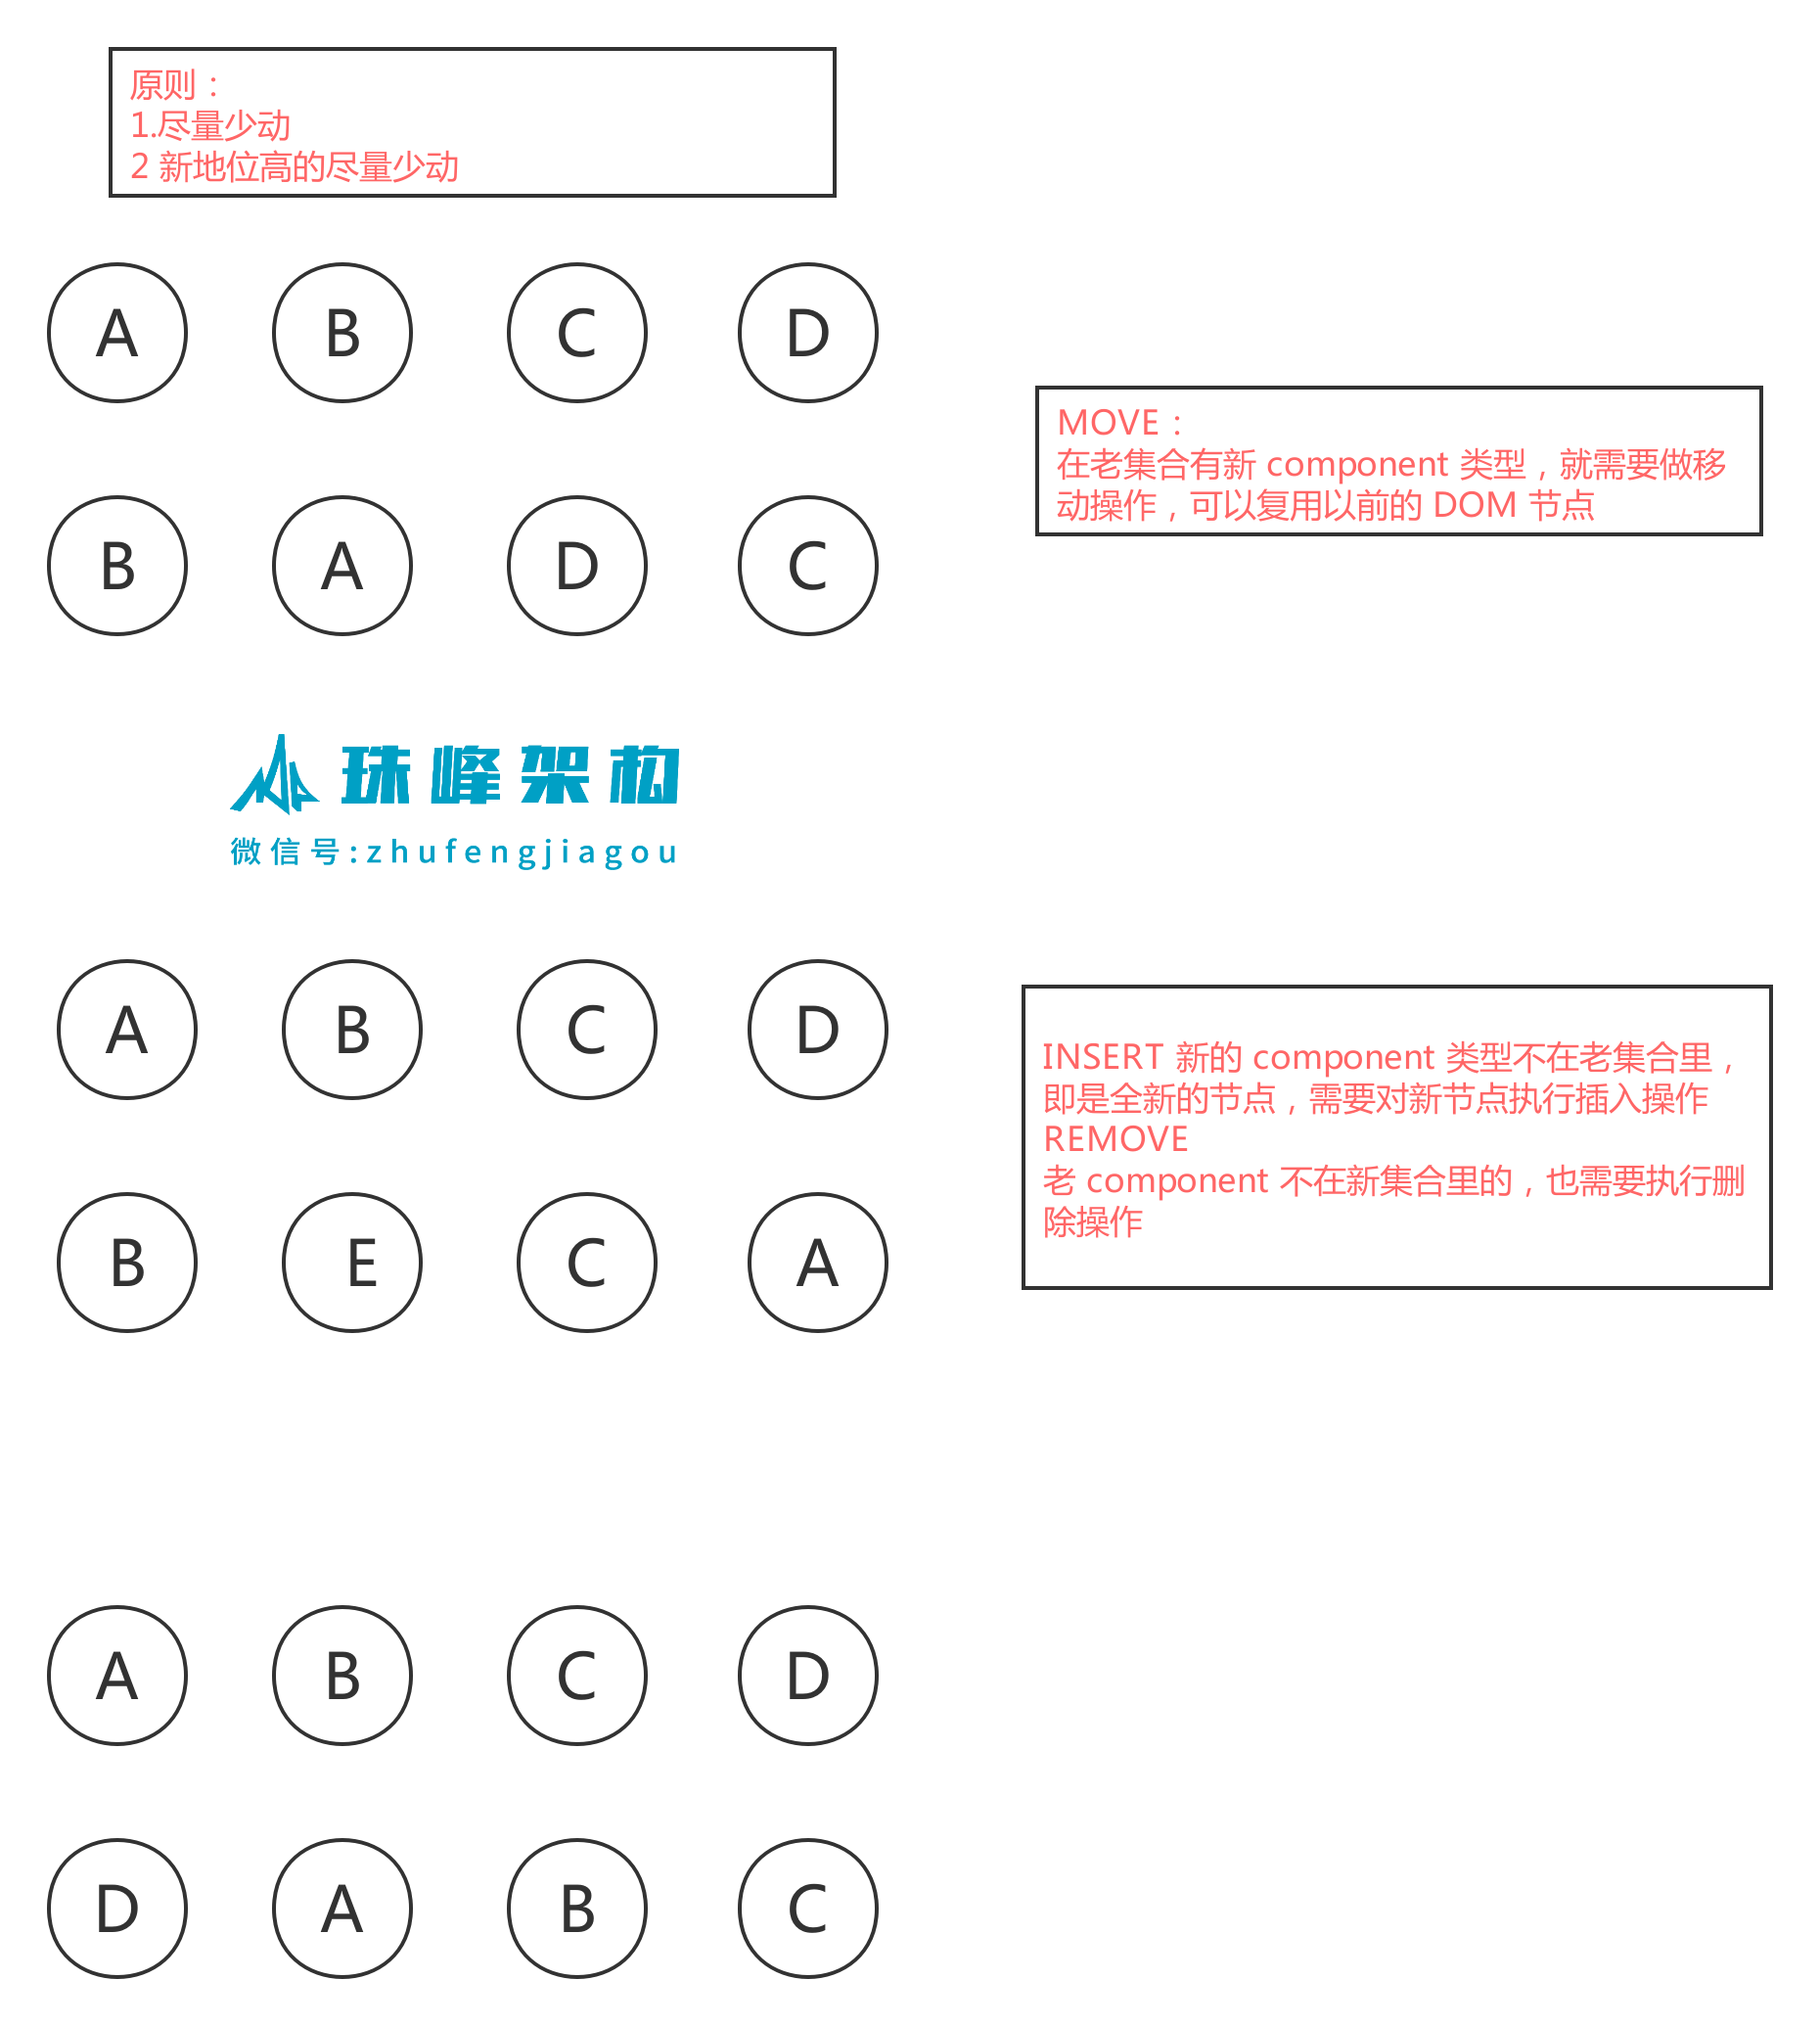 原则：
1.尽量少动
2 新地位高的尽量少动
A B C D
MOVE：
在老集合有新 component 类型，就需要做移
动操作，可以复用以前的 DOM 节点
B A D C
珠峰架构
微信号:zhufengjiagou
A B C D
INSERT 新的 component 类型不在老集合里，
即是全新的节点，需要对新节点执行插入操作
REMOVE
老 component 不在新集合里的，也需要执行删
除操作
B E C A
A B C D
D A B C